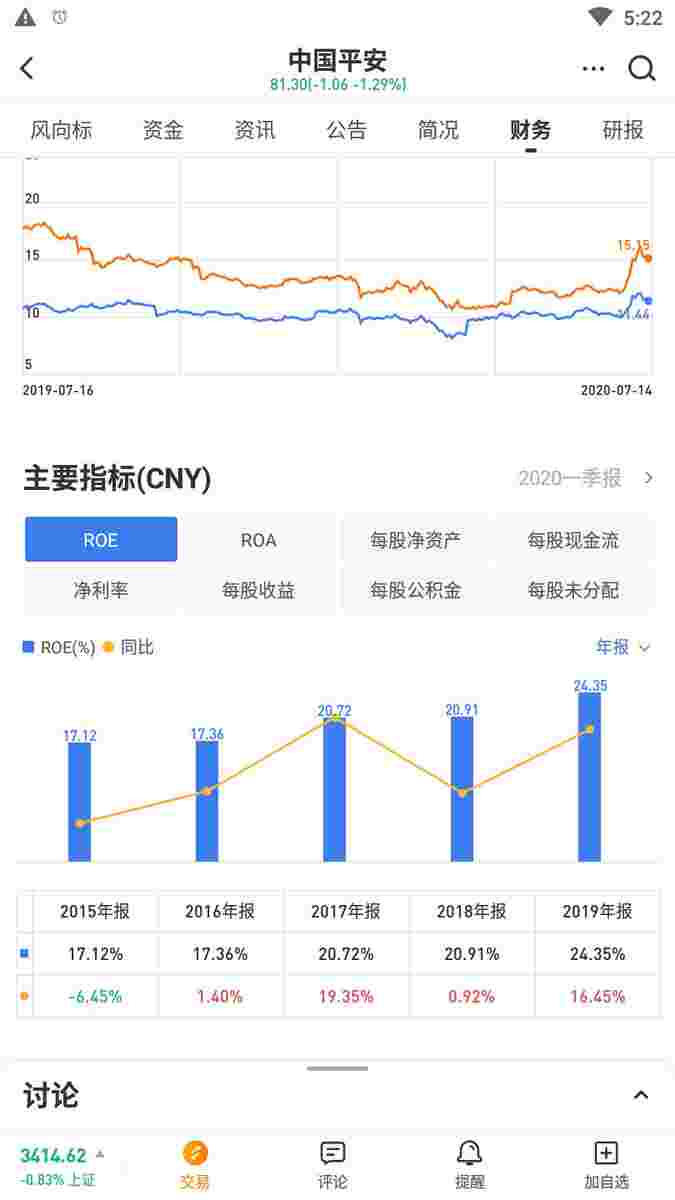 5:22
中国平安
81.30(-1.06 -1.29%)
风向标 资金 资讯 公告 简况 财务 研报
20
15
15.15
10
11.44
5
2019-07-16 2020-07-14
主要指标(CNY) 2020一季报
ROE ROA 每股净资产 每股现金流
净利率 每股收益 每股公积金 每股未分配
ROE(%) 同比 年报
17.12 17.36 20.72 20.91 24.35
2015年报 2016年报 2017年报 2018年报 2019年报
17.12% 17.36% 20.72% 20.91% 24.35%
-6.45% 1.40% 19.35% 0.92% 16.45%
讨论
3414.62
-0.83% 上证
交易 评论 提醒 加自选